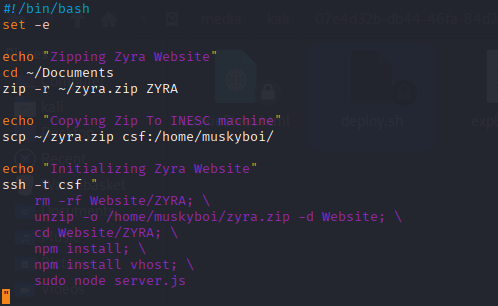 #!/bin/bash
set -e

echo "Zipping Zyra Website"
cd ~/Documents
zip -r ~/zyra.zip ZYRA

echo "Copying Zip To INESC machine"
scp ~/zyra.zip csf:/home/muskyboi/

echo "Initializing Zyra Website"
ssh -t csf "
    rm -rf Website/ZYRA; \
    unzip -o /home/muskyboi/zyra.zip -d Website; \
    cd Website/ZYRA; \
    npm install; \
    npm install vhost; \
    sudo node server.js
"